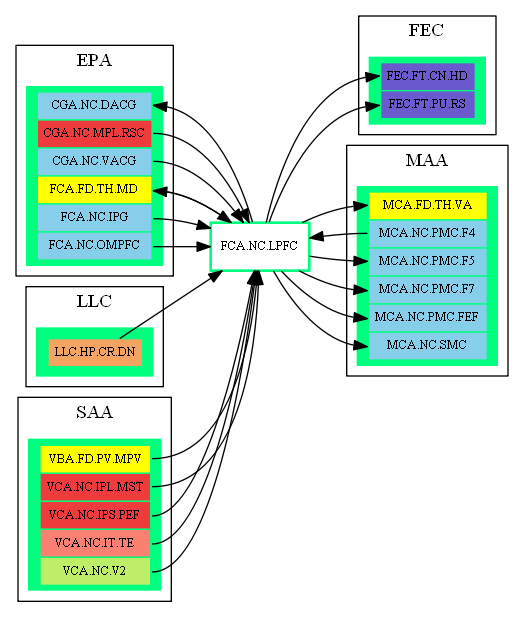 EPA
CGA.NC.DACG
CGA.NC.MPL.RSC
CGA.NC.VACG
FCA.FD.TH.MD
FCA.NC.IPG
FCA.NC.OMPFC
LLC
LLC.HP.CR.DN
SAA
VBA.FD.PV.MPV
VCA.NC.IPL.MST
VCA.NC.IPS.PEF
VCA.NC.IT.TE
VCA.NC.V2
FCA.NC.LPFC
FEC
FEC.FT.CN.HD
FEC.FT.PU.RS
MAA
MCA.FD.TH.VA
MCA.NC.PMC.F4
MCA.NC.PMC.F5
MCA.NC.PMC.F7
MCA.NC.PMC.FEF
MCA.NC.SMC